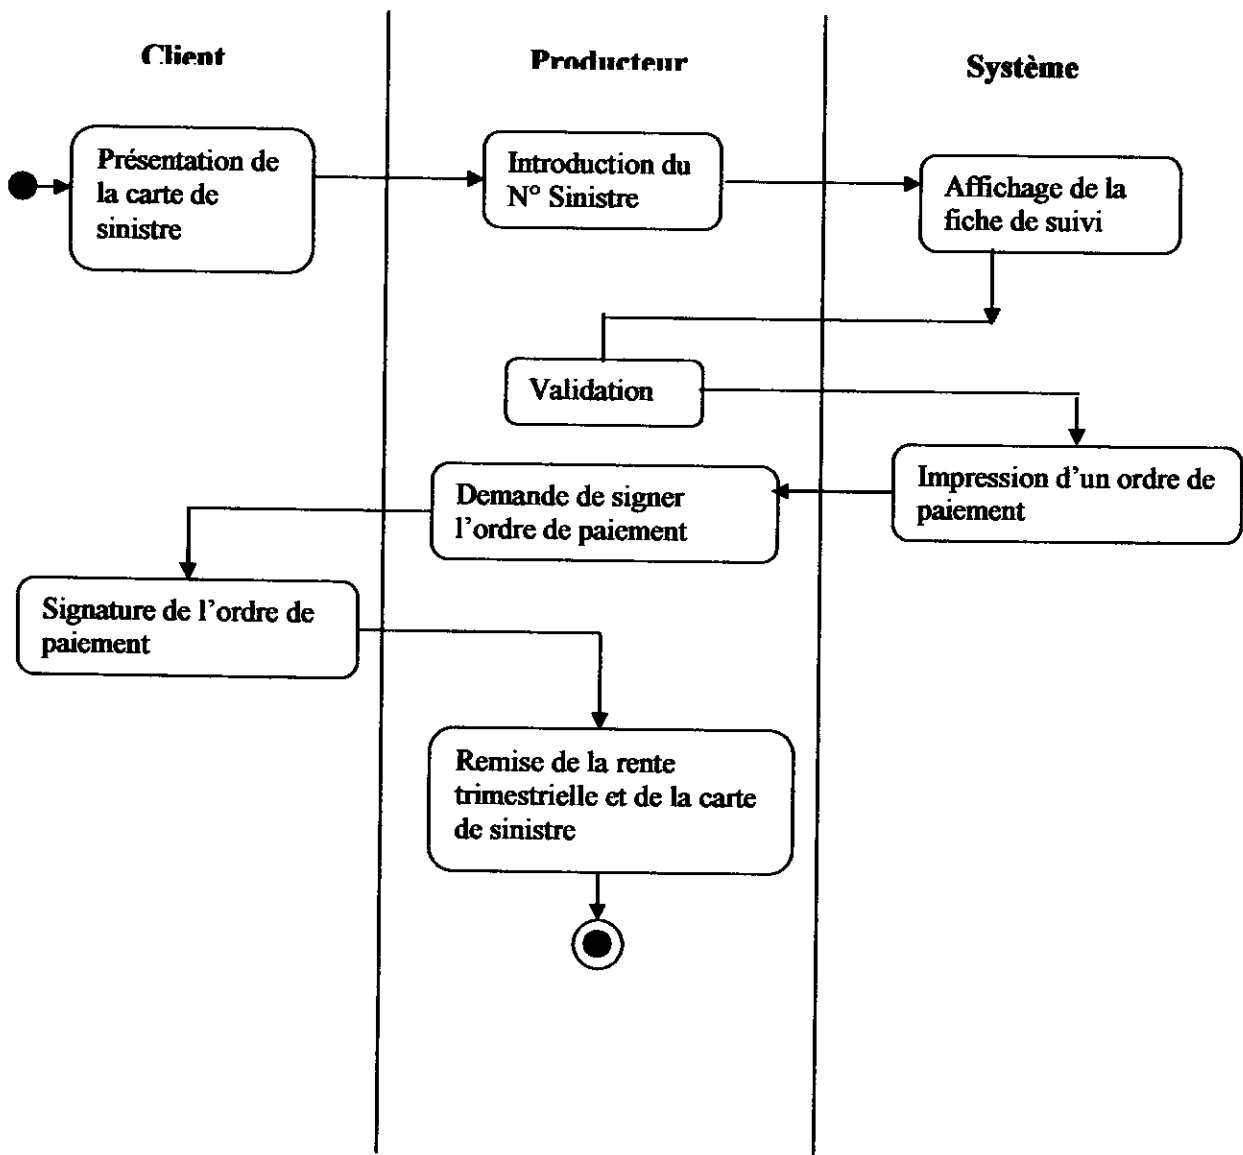 Client
Producteur
Système
Présentation de
la carte de
sinistre
Introduction du
N° Sinistre
Affichage de la
fiche de suivi
Validation
Impression d'un ordre de
paiement
Demande de signer
l'ordre de paiement
Signature de l'ordre de
paiement
Remise de la rente
trimestrielle et de la carte
de sinistre